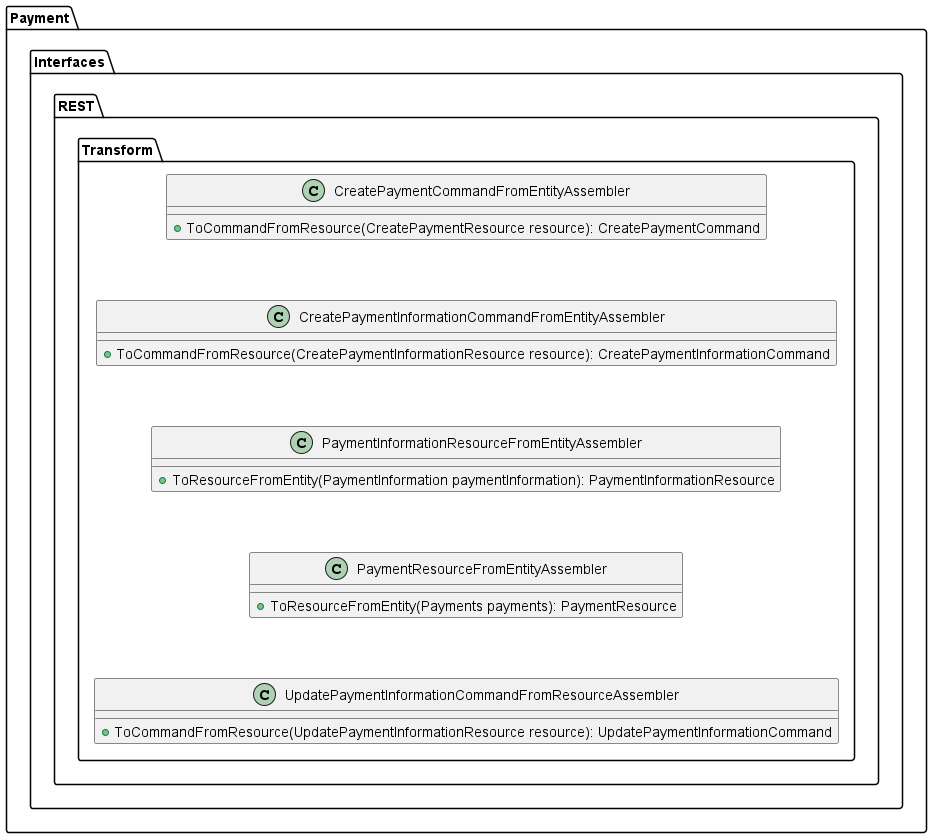 Payment
Interfaces
REST
Transform
C CreatePaymentCommandFromEntityAssembler
ToCommandFromResource(CreatePaymentResource resource): CreatePaymentCommand
C CreatePaymentInformationCommandFromEntityAssembler
ToCommandFromResource(CreatePaymentInformationResource resource): CreatePaymentInformationCommand
C PaymentInformationResourceFromEntityAssembler
ToResourceFromEntity(PaymentInformation paymentInformation): PaymentInformationResource
C PaymentResourceFromEntityAssembler
ToResourceFromEntity(Payments payments): PaymentResource
C UpdatePaymentInformationCommandFromResourceAssembler
ToCommandFromResource(UpdatePaymentInformationResource resource): UpdatePaymentInformationCommand